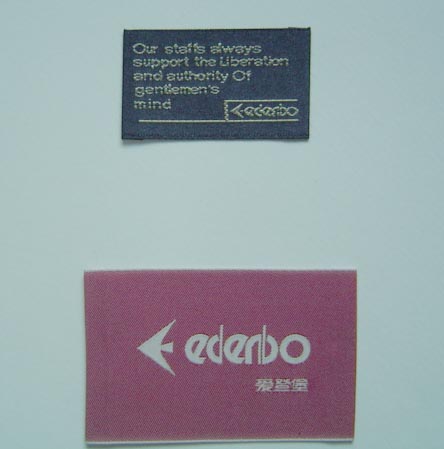 Our staffs always
support the Liberation
and authority Of
gentlemen's
mind
ederbo
ederbo
爱登堡